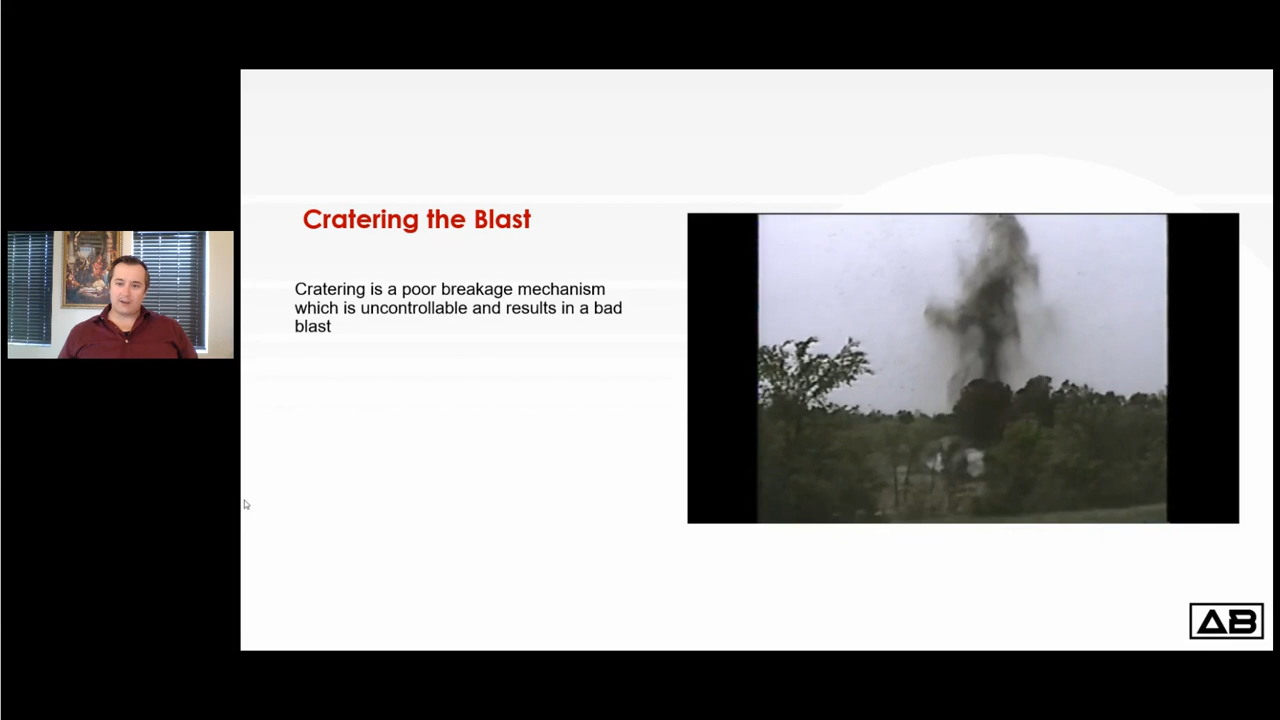 Cratering the Blast
Cratering is a poor breakage mechanism
which is uncontrollable and results in a bad
blast
AB